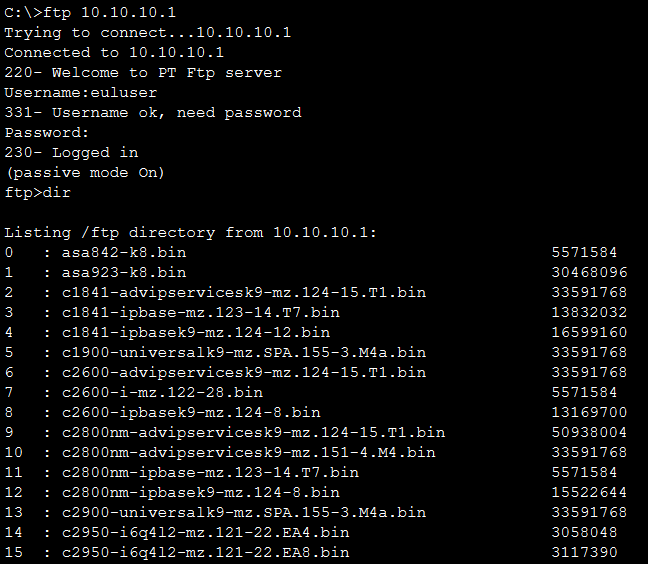 C:\>ftp 10.10.10.1
Trying to connect...10.10.10.1
Connected to 10.10.10.1
220- Welcome to PT Ftp server
Username:euluser
331- Username ok, need password
Password:
230- Logged in
(passive mode On)
ftp>dir

Listing /ftp directory from 10.10.10.1:
0   : asa842-k8.bin                                      5571584
1   : asa923-k8.bin                                      30468096
2   : c1841-advipservicesk9-mz.124-15.T1.bin             33591768
3   : c1841-ipbase-mz.123-14.T7.bin                      13832032
4   : c1841-ipbasek9-mz.124-12.bin                       16599160
5   : c1900-universalk9-mz.SPA.155-3.M4a.bin             33591768
6   : c2600-advipservicesk9-mz.124-15.T1.bin             33591768
7   : c2600-i-mz.122-28.bin                              5571584
8   : c2600-ipbasek9-mz.124-8.bin                        13169700
9   : c2800nm-advipservicesk9-mz.124-15.T1.bin           50938004
10  : c2800nm-advipservicesk9-mz.151-4.M4.bin            33591768
11  : c2800nm-ipbase-mz.123-14.T7.bin                    5571584
12  : c2800nm-ipbasek9-mz.124-8.bin                      15522644
13  : c2900-universalk9-mz.SPA.155-3.M4a.bin             33591768
14  : c2950-i6q4l2-mz.121-22.EA4.bin                     3058048
15  : c2950-i6q4l2-mz.121-22.EA8.bin                     3117390